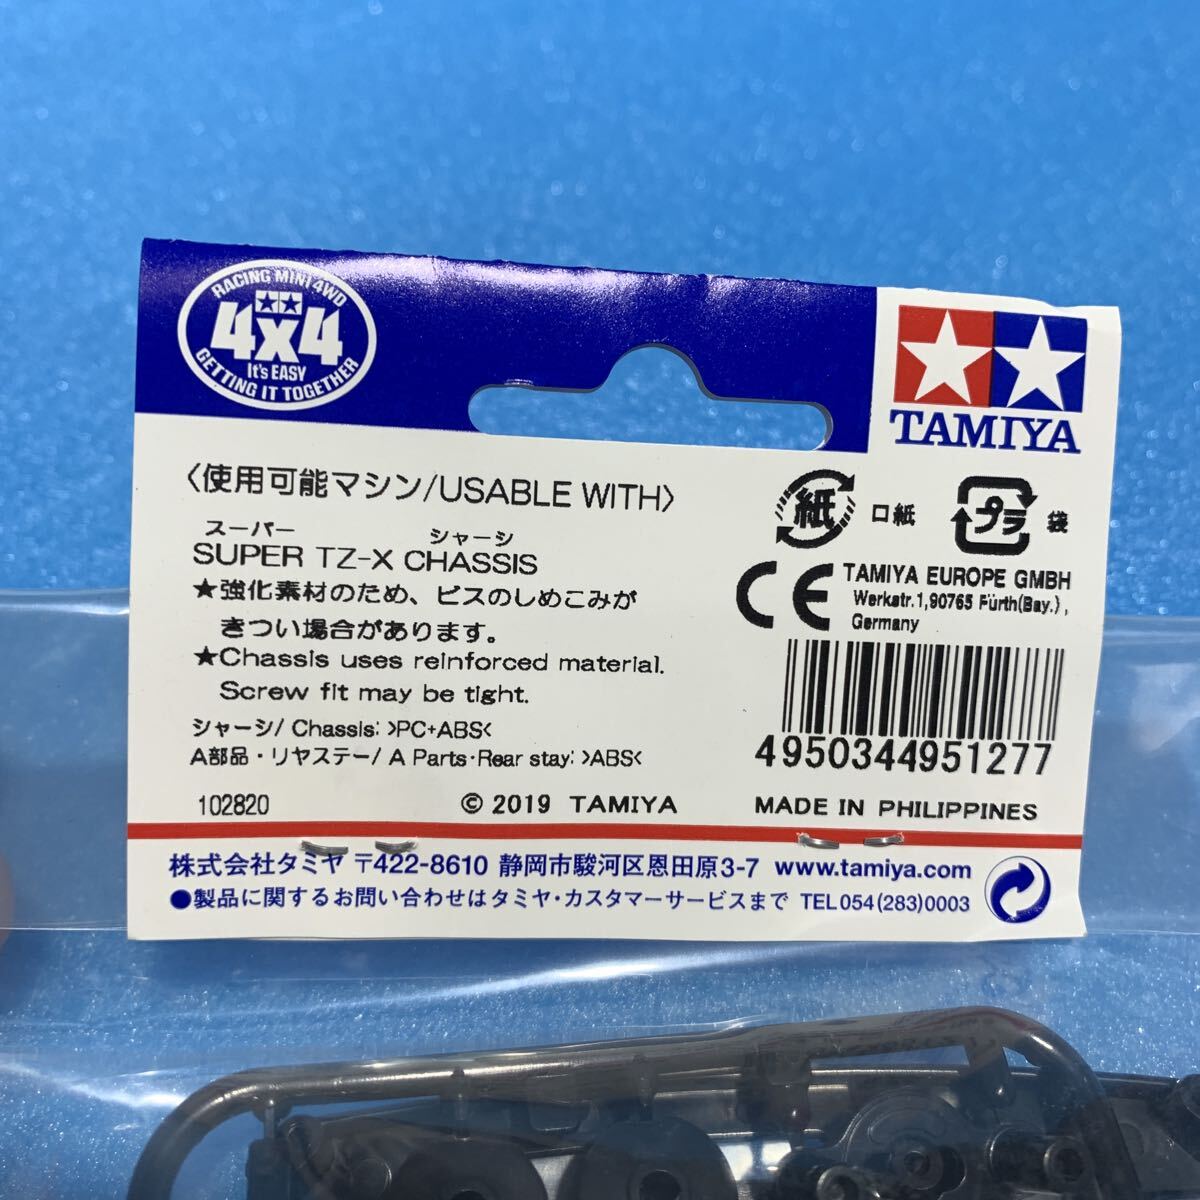 RACING MINI 4WD
4x4
It's EASY
GETTING IT TOGETHER
TAMIYA
〈使用可能マシン/USABLE WITH〉
スーパー シャーシ
SUPER TZ-X CHASSIS
★強化素材のため、ビスのしめこみが
きつい場合があります。
★Chassis uses reinforced material.
Screw fit may be tight.
シャーシ/ Chassis: >PC+ABS<
A部品・リヤステー/ A Parts･Rear stay: >ABS<
102820 © 2019 TAMIYA
紙 口紙 プラ 袋
CE TAMIYA EUROPE GMBH
Werkstr.1,90765 Fürth(Bay.),
Germany
4950344951277
MADE IN PHILIPPINES
株式会社タミヤ 〒422-8610 静岡市駿河区恩田原3-7 www.tamiya.com
●製品に関するお問い合わせはタミヤ・カスタマーサービスまで TEL 054(283)0003